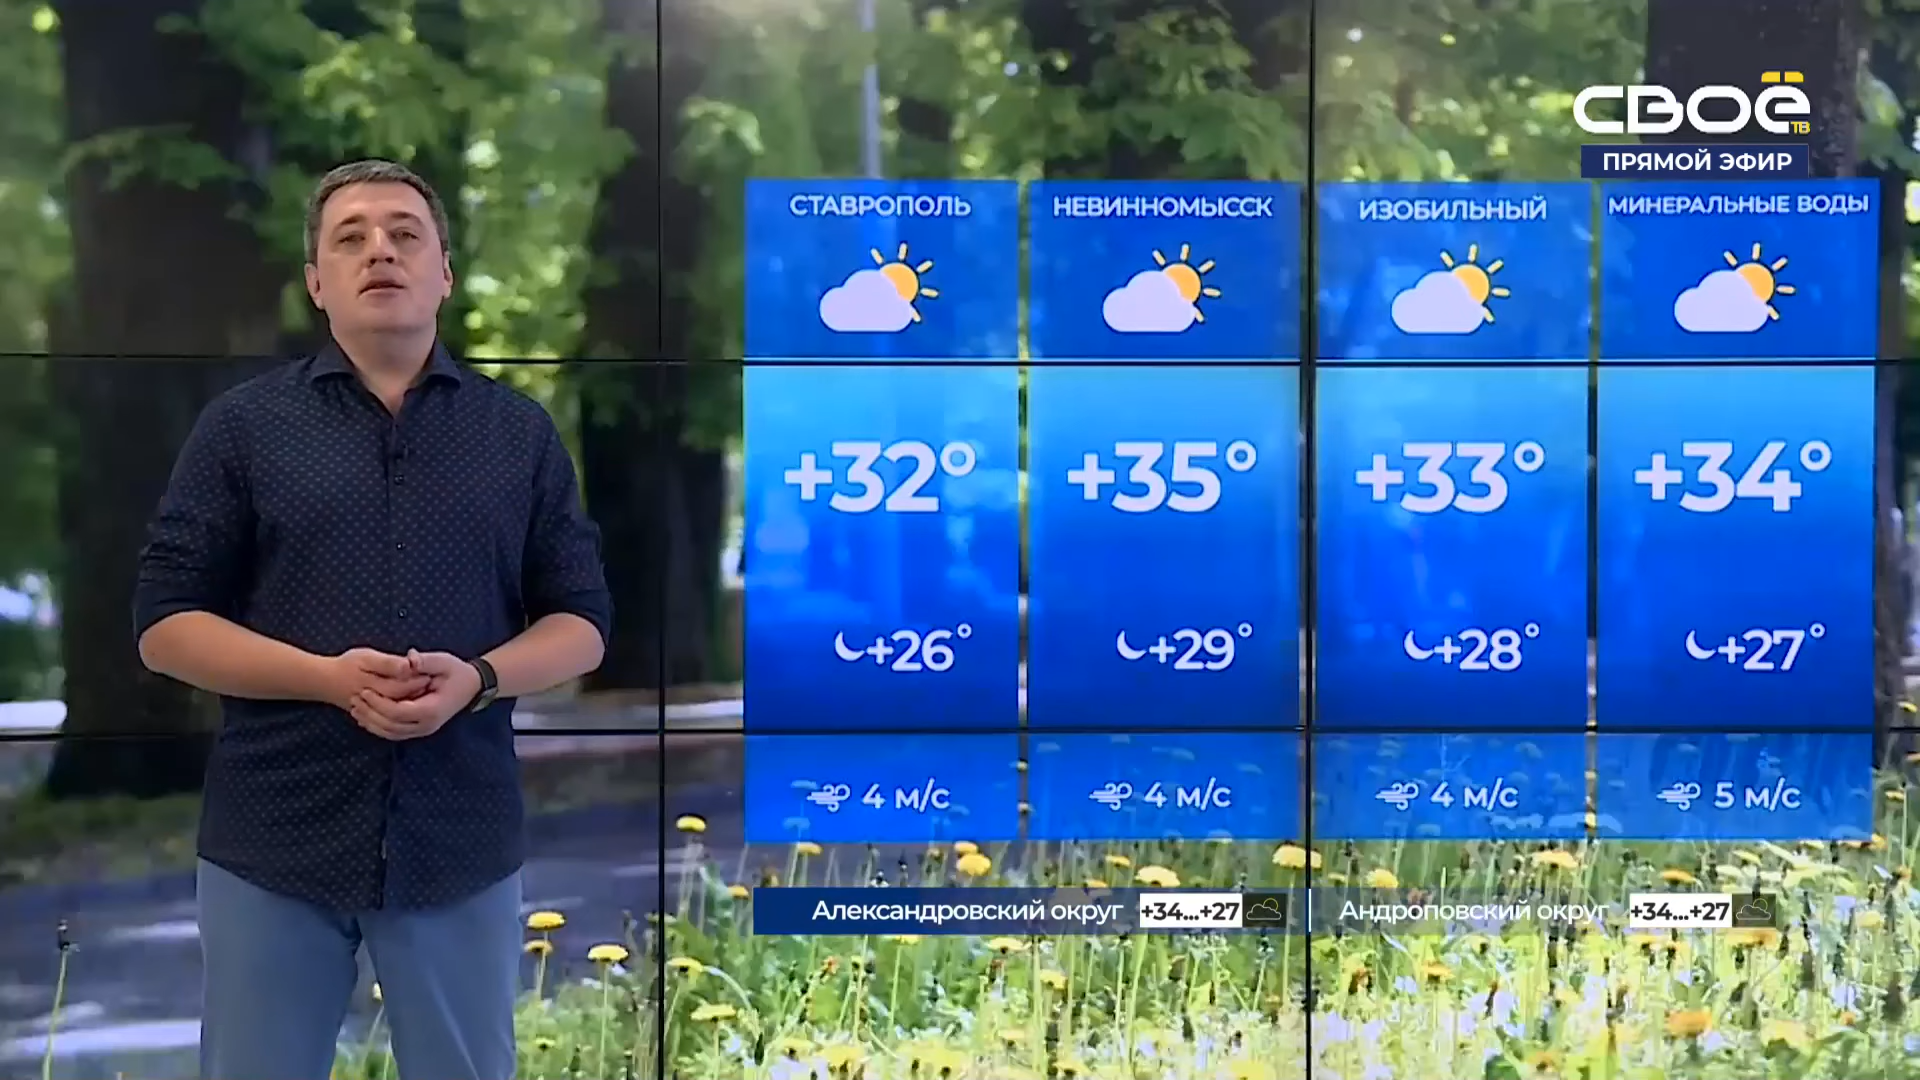 СВОЁ
ТВ
ПРЯМОЙ ЭФИР
СТАВРОПОЛЬ
+32°
+26°
4 м/с
НЕВИННОМЫССК
+35°
+29°
4 м/с
ИЗОБИЛЬНЫЙ
+33°
+28°
4 м/с
МИНЕРАЛЬНЫЕ ВОДЫ
+34°
+27°
5 м/с
Александровский округ +34...+27
Андроповский округ +34...+27